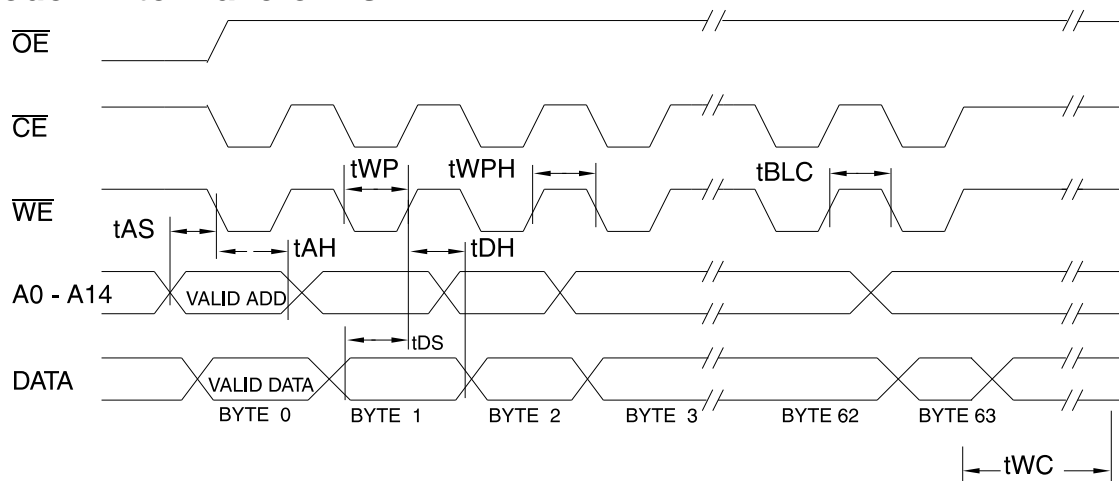 OE
CE
tWP tWPH tBLC
WE
tAS tAH tDH
A0 - A14 VALID ADD
tDS
DATA VALID DATA
BYTE 0 BYTE 1 BYTE 2 BYTE 3 BYTE 62 BYTE 63
tWC